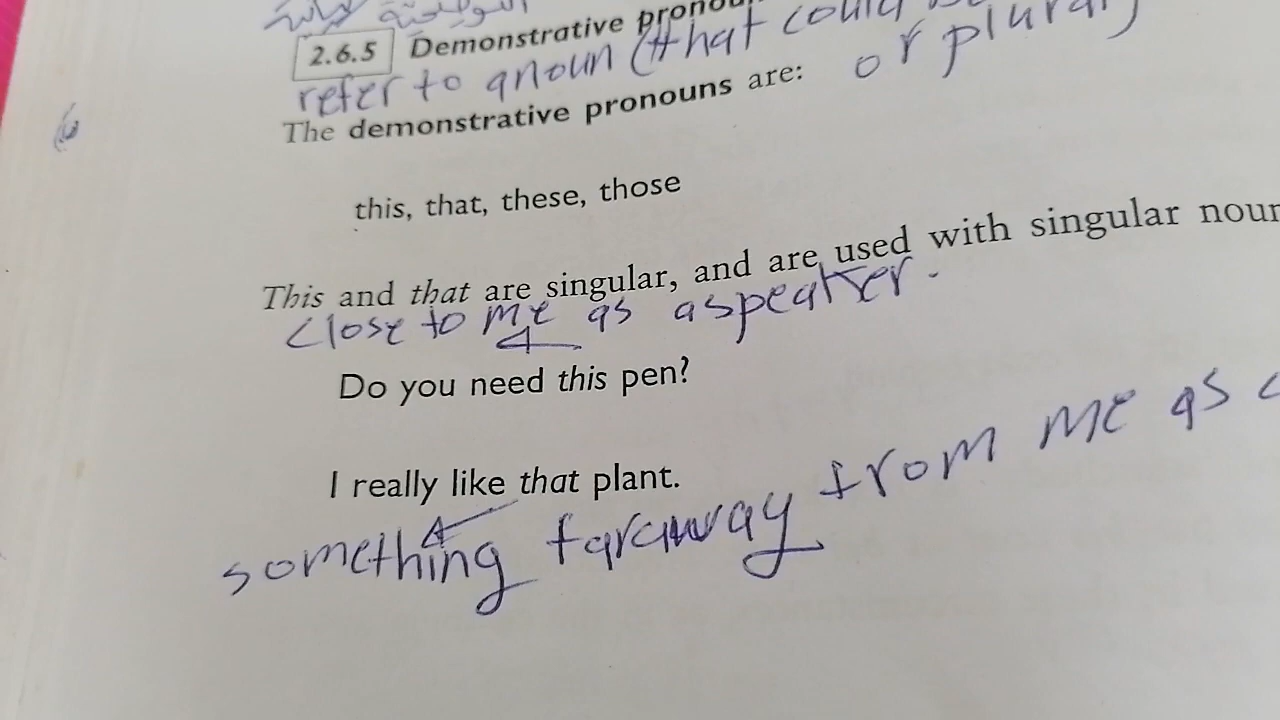 2.6.5 Demonstrative pronou
refer to a noun (that could
or plural)
The demonstrative pronouns are:
this, that, these, those
This and that are singular, and are used with singular noun
close to me as a speaker.
Do you need this pen?
I really like that plant.
something faraway from me as a